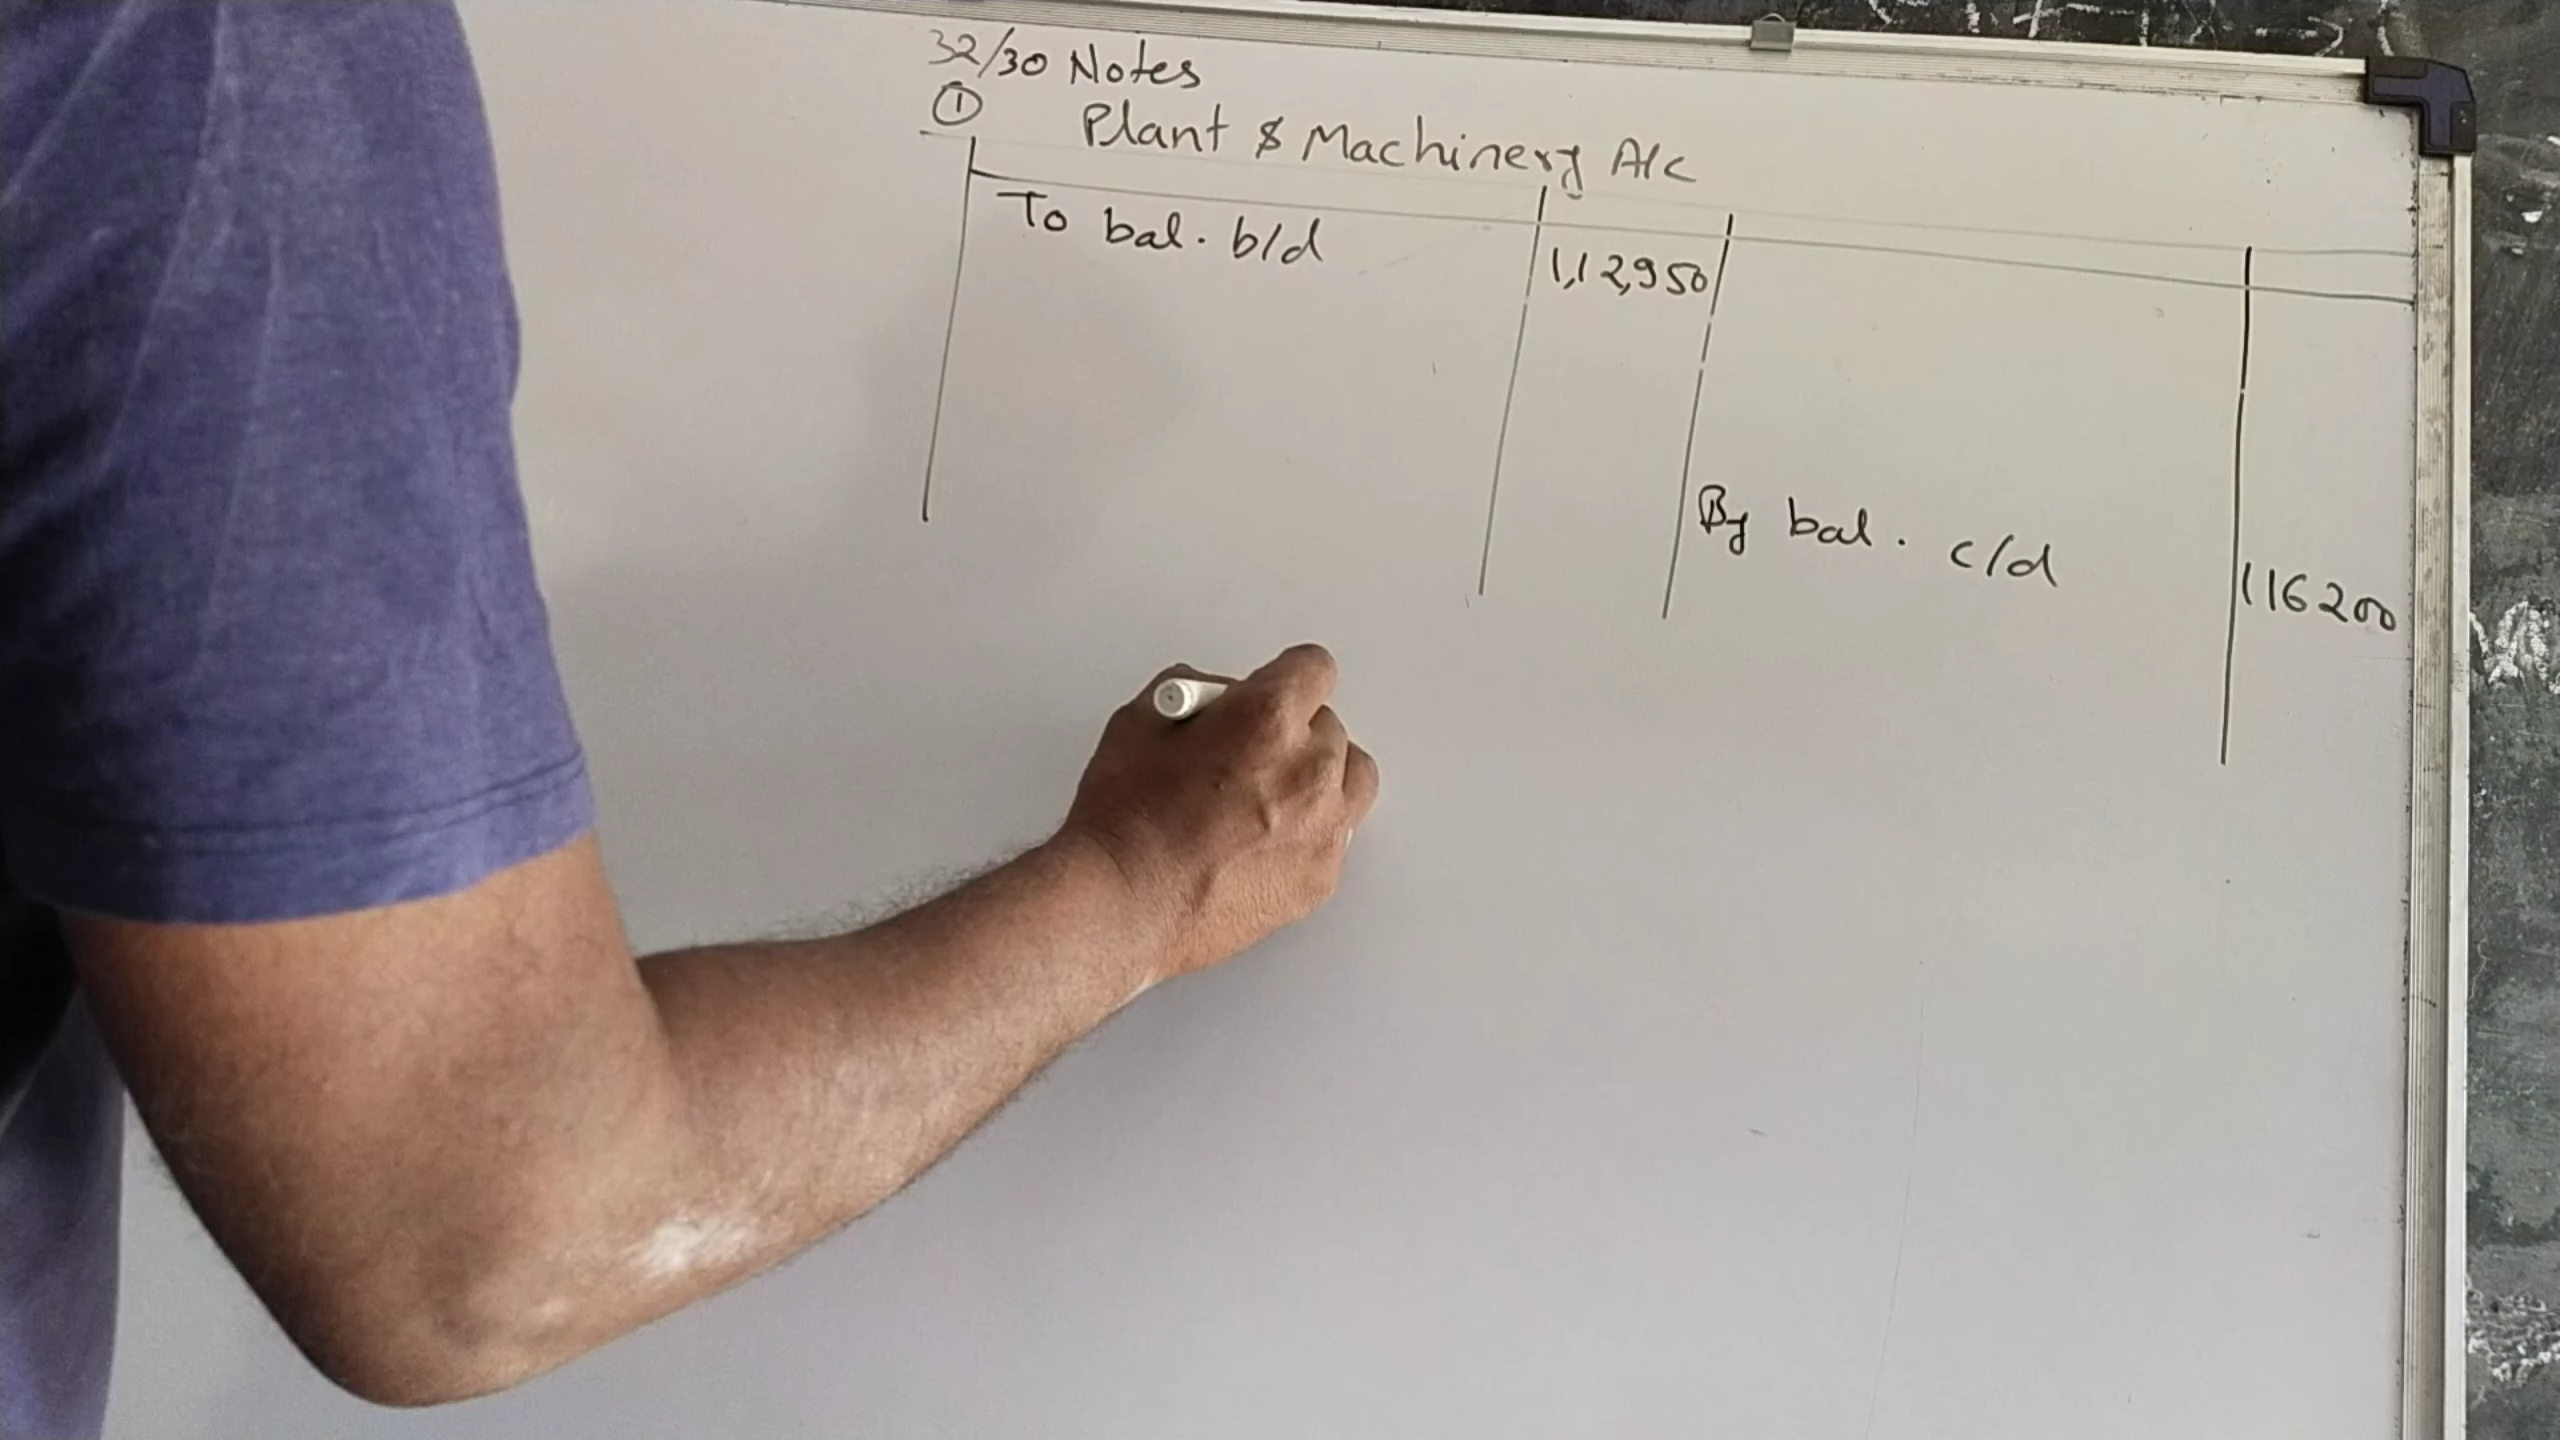 32/30 Notes
① Plant & Machinery A/c
To bal. b/d 1,12,950
By bal. c/d 116200